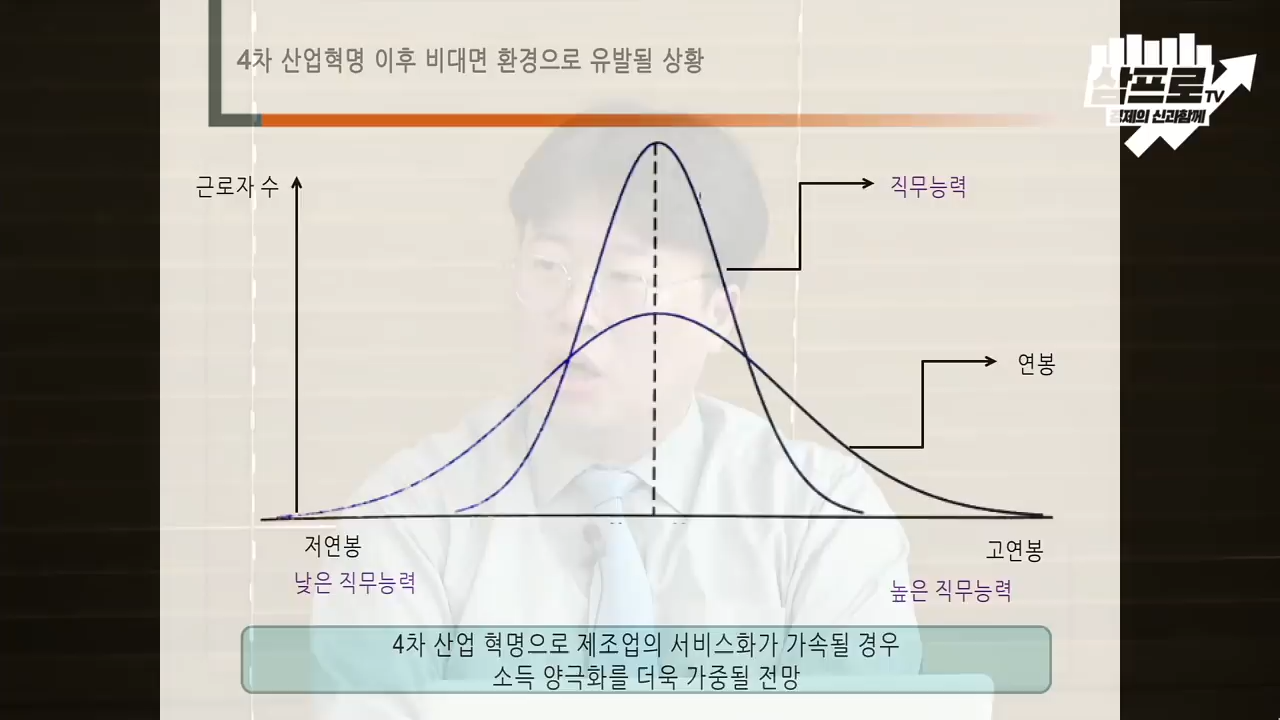 4차 산업혁명 이후 비대면 환경으로 유발될 상황
삼프로TV
경제의 신과함께
근로자 수
직무능력
연봉
저연봉
고연봉
낮은 직무능력
높은 직무능력
4차 산업 혁명으로 제조업의 서비스화가 가속될 경우
소득 양극화를 더욱 가중될 전망